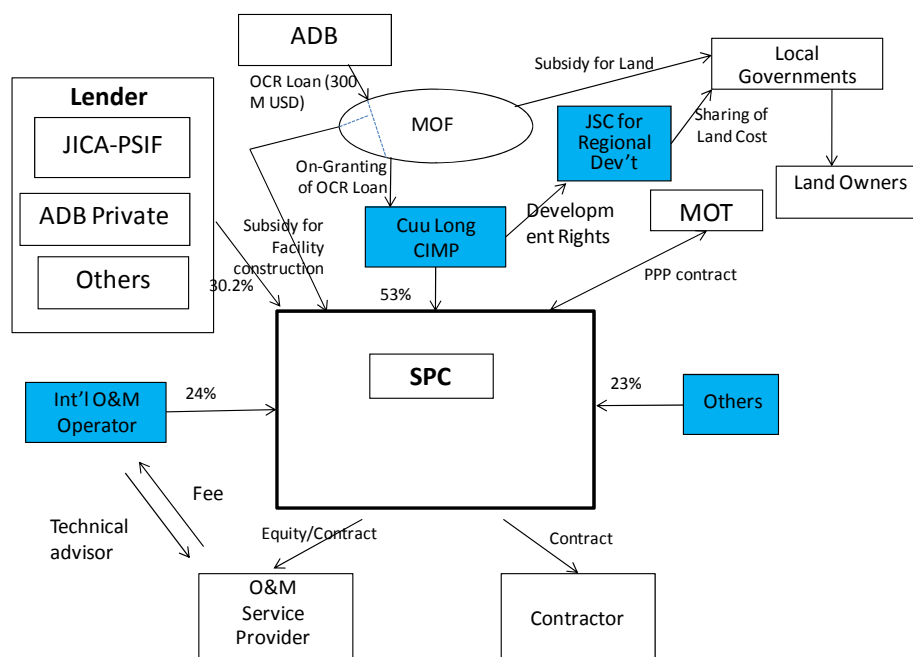 ADB
OCR Loan (300
M USD)
Subsidy for Land
Local
Governments
Lender
JICA-PSIF
ADB Private
Others
MOF
JSC for
Regional
Dev't
Sharing of
Land Cost
On-Granting
of OCR Loan
Land Owners
MOT
Cuu Long
CIMP
Developm
ent Rights
Subsidy for
Facility
construction
30.2%
53%
PPP contract
SPC
Int'l O&M
Operator
24%
23%
Others
Fee
Technical
advisor
Equity/Contract
Contract
O&M
Service
Provider
Contractor